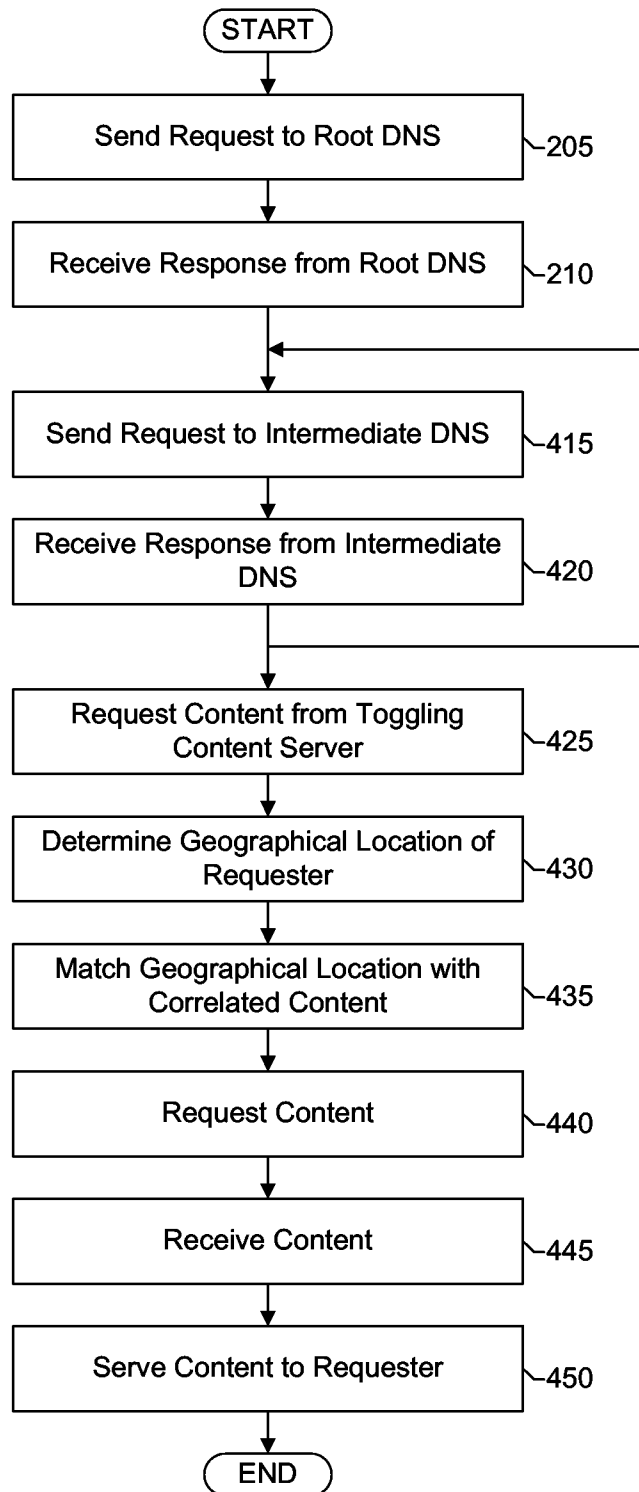 START
Send Request to Root DNS
205
Receive Response from Root DNS
210
Send Request to Intermediate DNS
415
Receive Response from Intermediate
DNS
420
Request Content from Toggling
Content Server
425
Determine Geographical Location of
Requester
430
Match Geographical Location with
Correlated Content
435
Request Content
440
Receive Content
445
Serve Content to Requester
450
END